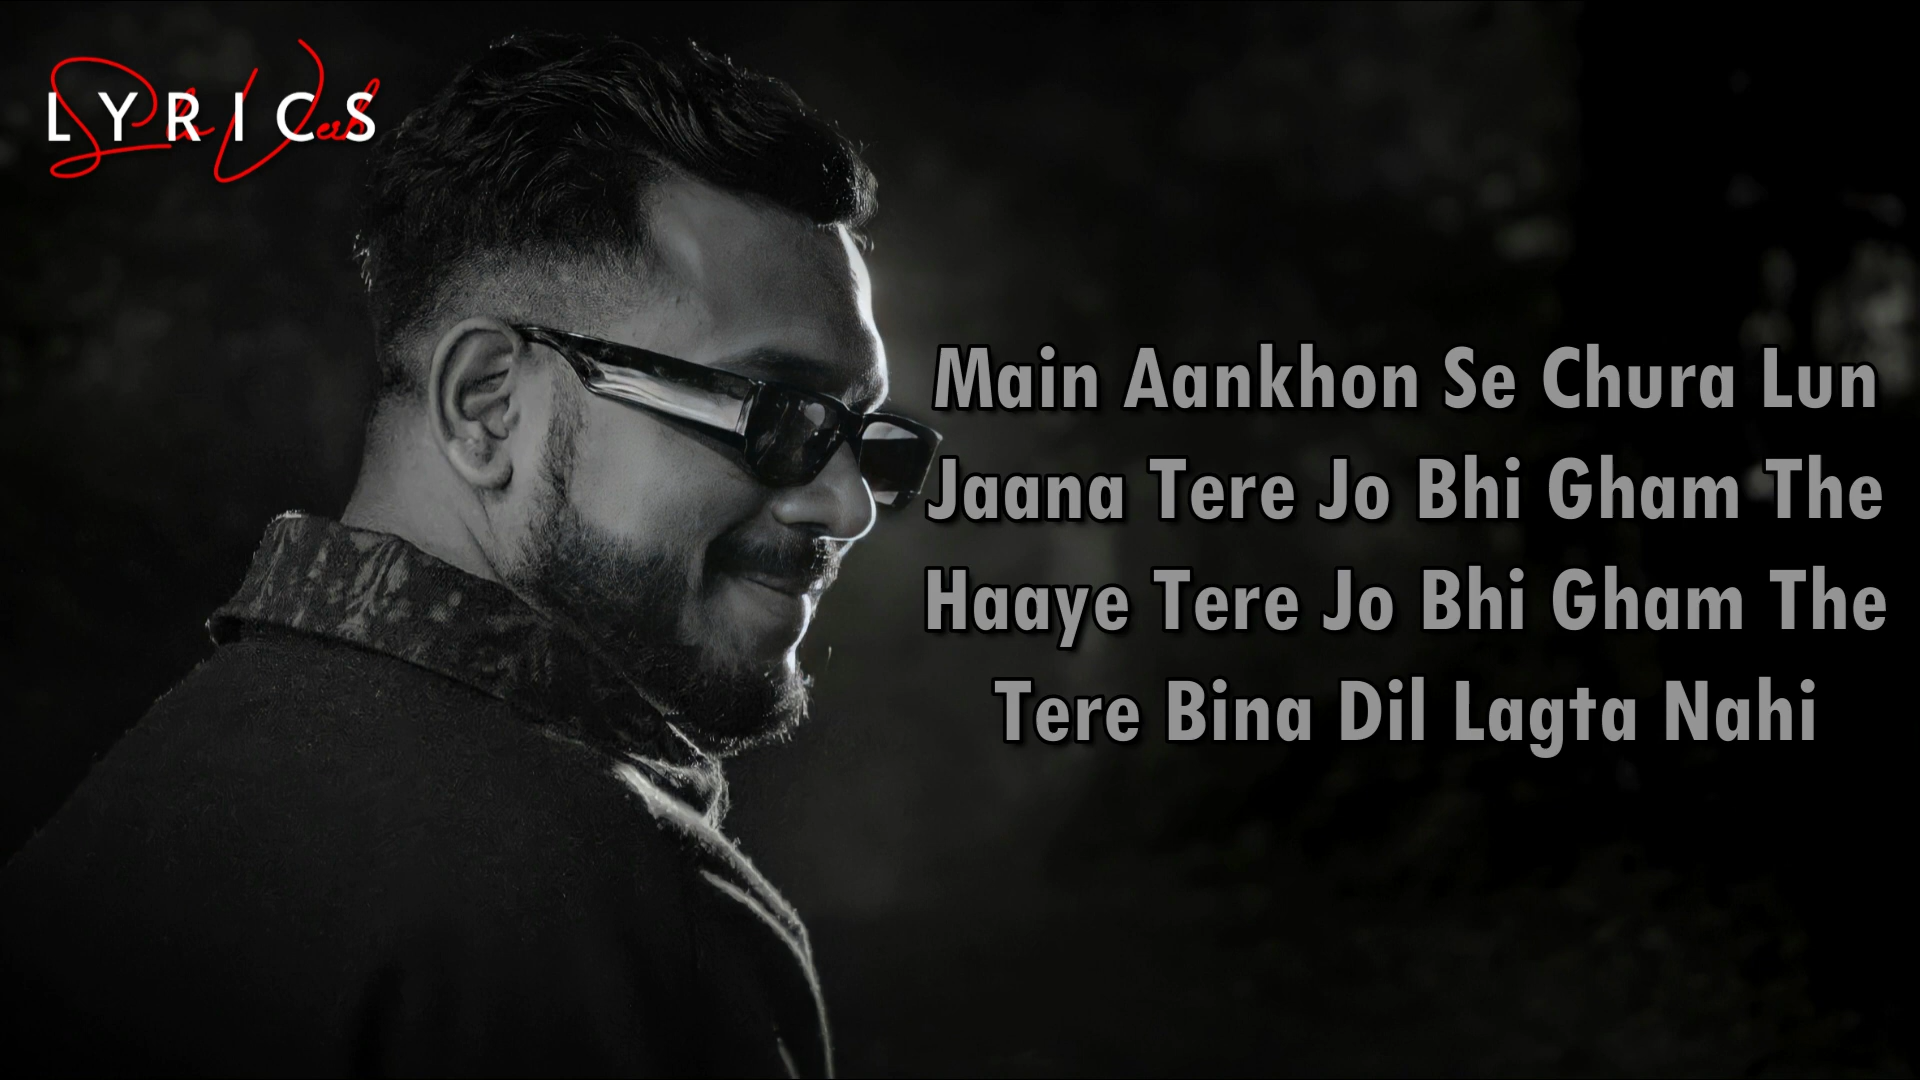 LYRICS
Main Aankhon Se Chura Lun
Jaana Tere Jo Bhi Gham The
Haaye Tere Jo Bhi Gham The
Tere Bina Dil Lagta Nahi